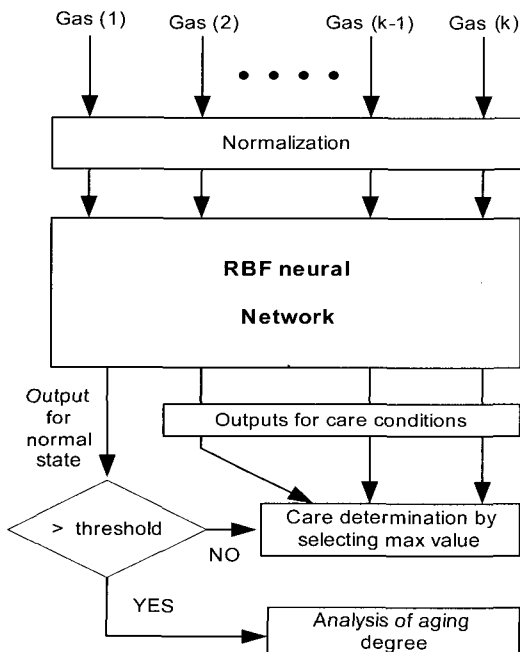 Gas (1) Gas (2) Gas (k-1) Gas (k)
Normalization
RBF neural
Network
Output
for
normal
state
Outputs for care conditions
> threshold
NO
Care determination by
selecting max value
YES
Analysis of aging
degree